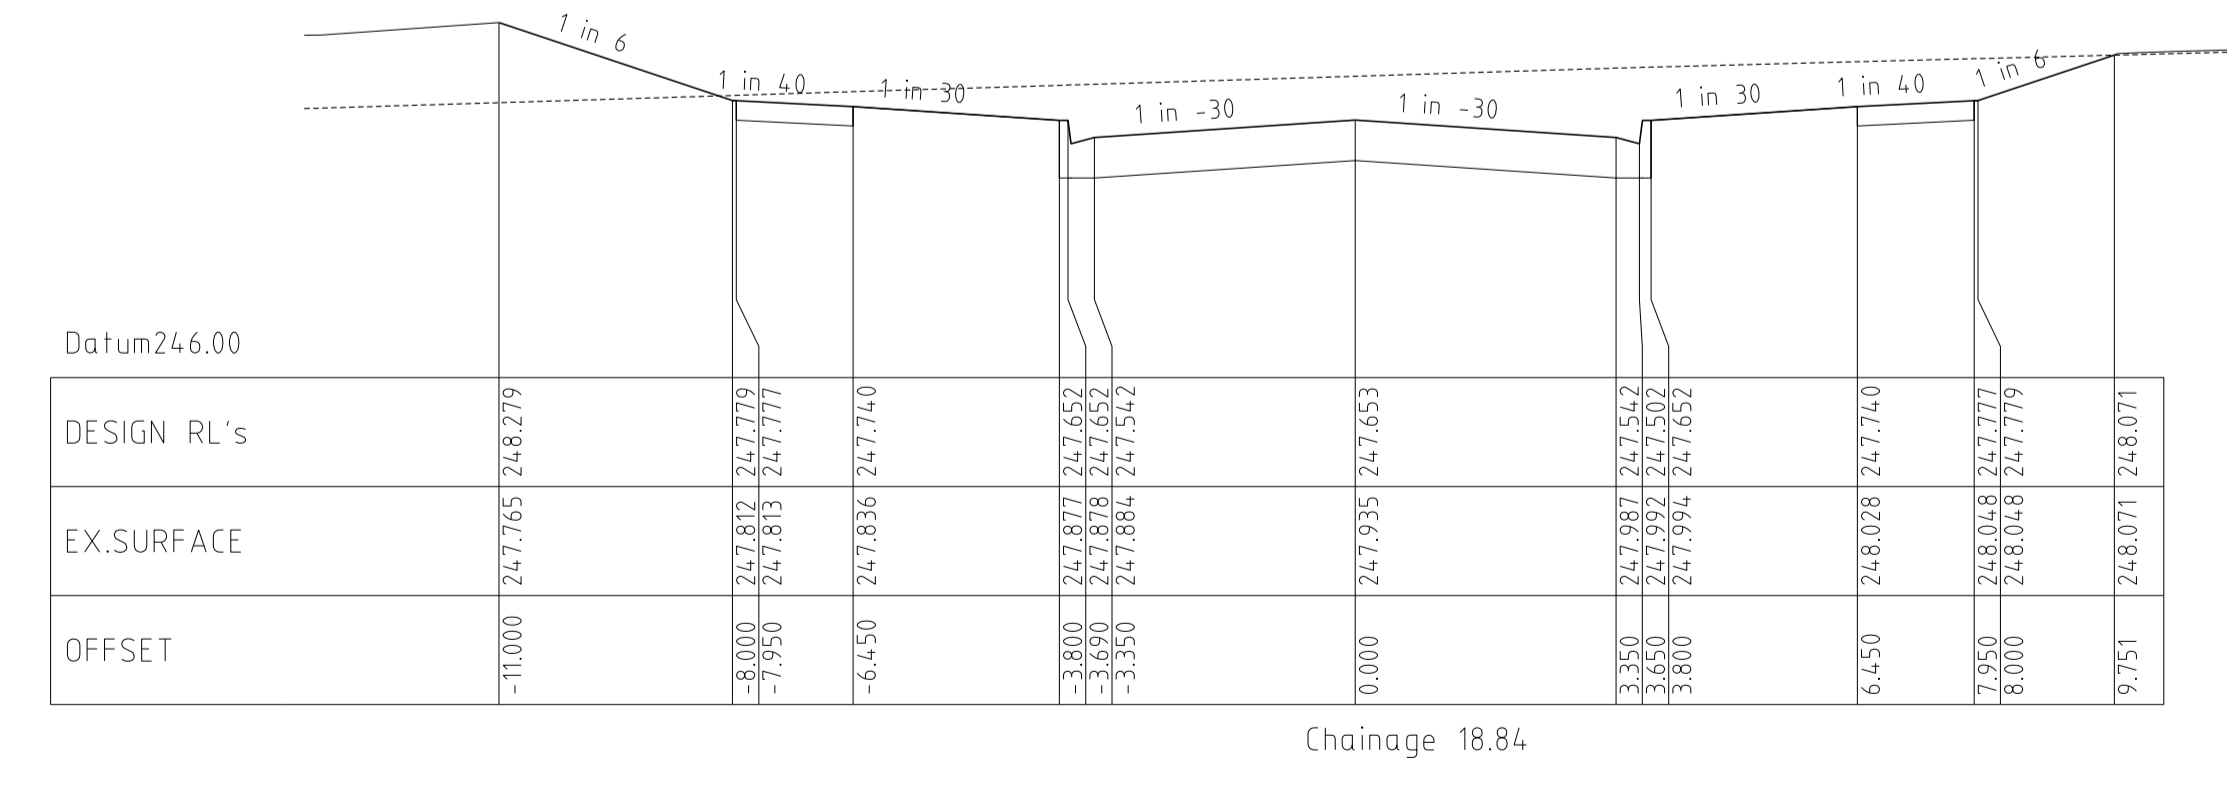 1 in 6
1 in 40
1 in 30
1 in -30
1 in -30
1 in 30
1 in 40
1 in 6
Datum246.00
DESIGN RL's 248.279 247.779 247.777 247.740 247.652 247.652 247.542 247.653 247.542 247.502 247.652 247.740 247.777 247.779 248.071
EX.SURFACE 247.765 247.812 247.813 247.836 247.877 247.878 247.884 247.935 247.987 247.992 247.994 248.028 248.048 248.048 248.071
OFFSET -11.000 -8.000 -7.950 -6.450 -3.800 -3.690 -3.350 0.000 3.350 3.650 3.800 6.450 7.950 8.000 9.751
Chainage 18.84